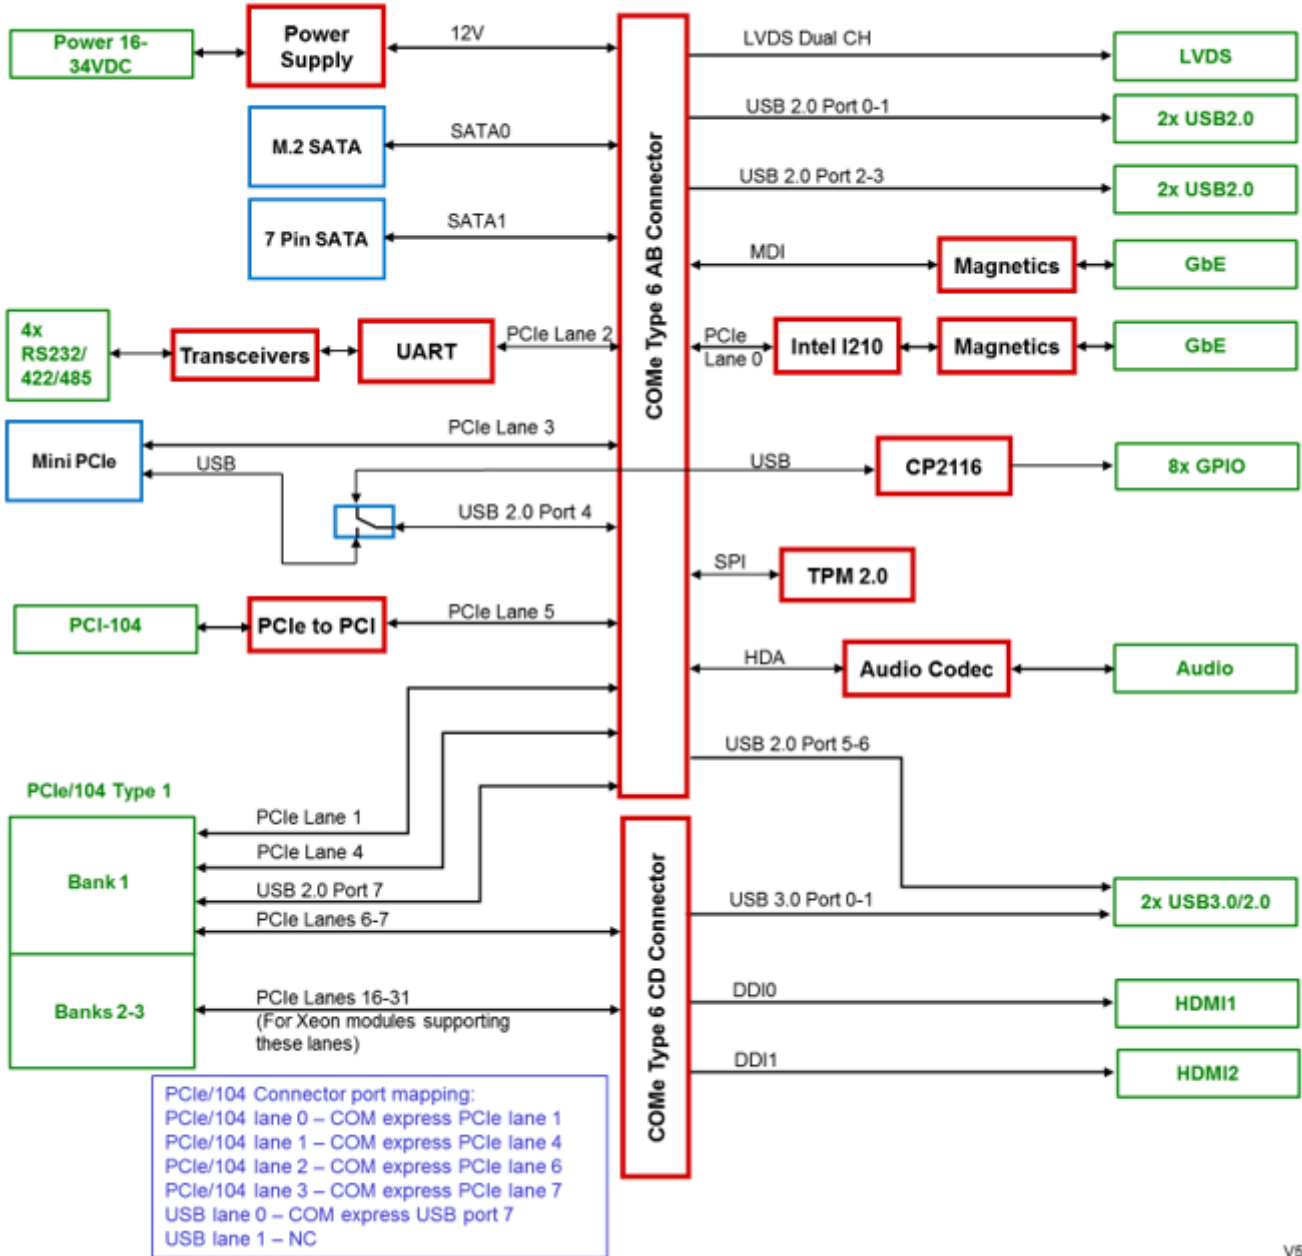 Power 16-
34VDC
Power
Supply
12V
LVDS Dual CH
LVDS
USB 2.0 Port 0-1
2x USB2.0
M.2 SATA
SATA0
USB 2.0 Port 2-3
2x USB2.0
7 Pin SATA
SATA1
MDI
Magnetics
GbE
COMe Type 6 AB Connector
4x
RS232/
422/485
Transceivers
UART
PCIe Lane 2
PCIe
Lane 0
Intel I210
Magnetics
GbE
Mini PCIe
PCIe Lane 3
USB
USB
CP2116
8x GPIO
USB 2.0 Port 4
SPI
TPM 2.0
PCI-104
PCIe to PCI
PCIe Lane 5
HDA
Audio Codec
Audio
USB 2.0 Port 5-6
PCIe/104 Type 1
Bank 1
PCIe Lane 1
PCIe Lane 4
USB 2.0 Port 7
PCIe Lanes 6-7
COMe Type 6 CD Connector
USB 3.0 Port 0-1
2x USB3.0/2.0
Banks 2-3
PCIe Lanes 16-31
(For Xeon modules supporting
these lanes)
DDI0
HDMI1
DDI1
HDMI2
PCIe/104 Connector port mapping:
PCIe/104 lane 0 – COM express PCIe lane 1
PCIe/104 lane 1 – COM express PCIe lane 4
PCIe/104 lane 2 – COM express PCIe lane 6
PCIe/104 lane 3 – COM express PCIe lane 7
USB lane 0 – COM express USB port 7
USB lane 1 – NC